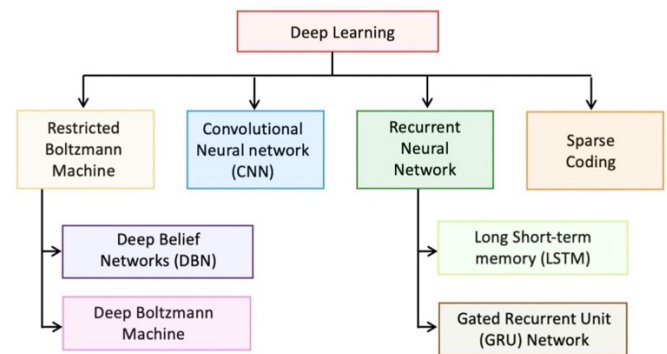 Deep Learning
Restricted
Boltzmann
Machine
Convolutional
Neural network
(CNN)
Recurrent
Neural
Network
Sparse
Coding
Deep Belief
Networks (DBN)
Deep Boltzmann
Machine
Long Short-term
memory (LSTM)
Gated Recurrent Unit
(GRU) Network